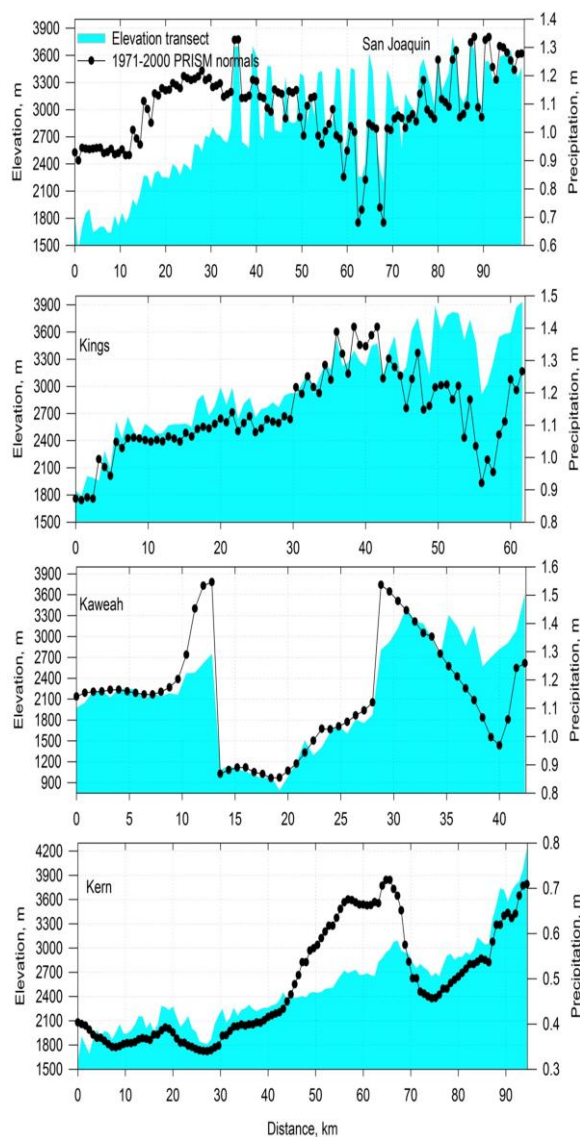 3900 1.4
Elevation transect San Joaquin
1971-2000 PRISM normals
3600 1.3
3300 1.2
3000 1.1
2700 1.0
2400 0.9
2100 0.8
1800 0.7
1500 0.6
Elevation, m
Precipitation, m
0 10 20 30 40 50 60 70 80 90
3900 1.5
3600 1.4
Kings
3300 1.3
3000 1.2
2700 1.1
2400 1.0
2100
1800 0.9
1500 0.8
Elevation, m
Precipitation, m
0 10 20 30 40 50 60
3900 1.6
3600 1.5
Kaweah
3300 1.4
3000
2700 1.3
2400 1.2
2100
1800 1.1
1500 1.0
1200 0.9
900 0.8
Elevation, m
Precipitation, m
0 5 10 15 20 25 30 35 40
4200 0.8
Kern
3900 0.7
3600
3300 0.6
3000
2700 0.5
2400
2100 0.4
1800
1500 0.3
Elevation, m
Precipitation, m
0 10 20 30 40 50 60 70 80 90
Distance, km